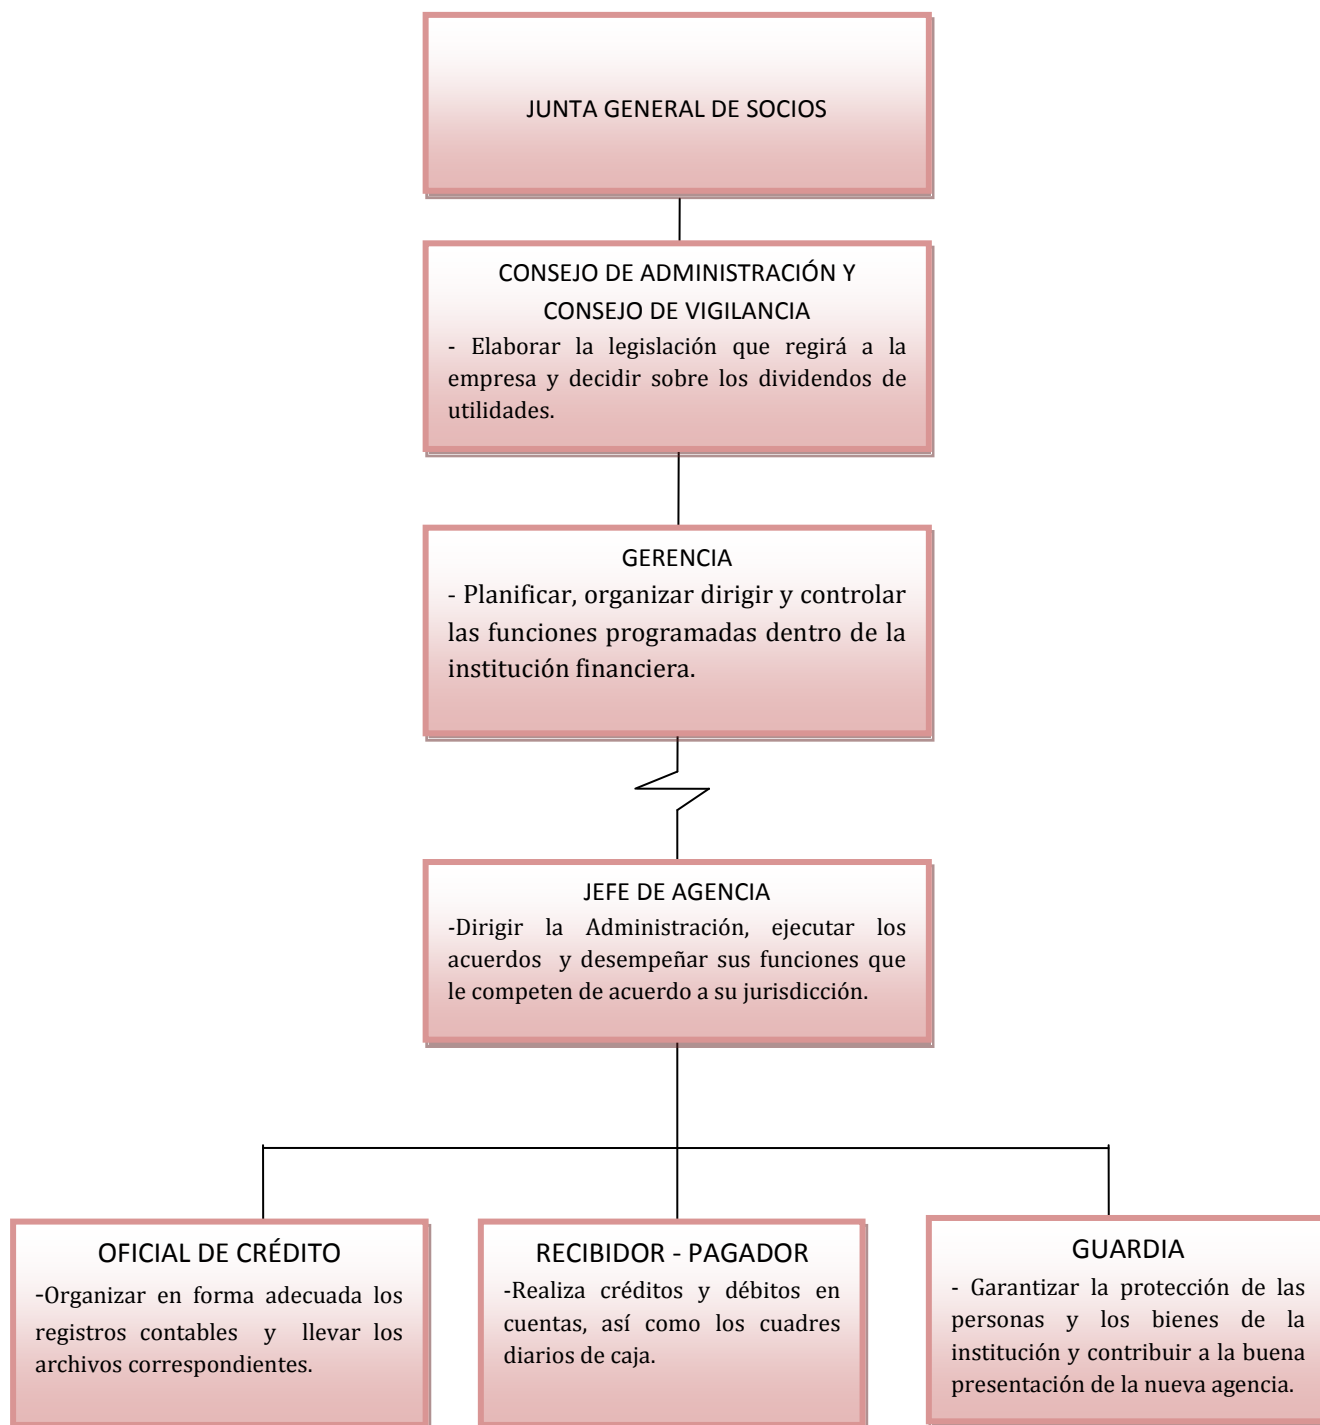 JUNTA GENERAL DE SOCIOS
CONSEJO DE ADMINISTRACIÓN Y
CONSEJO DE VIGILANCIA
- Elaborar la legislación que regirá a la
empresa y decidir sobre los dividendos de
utilidades.
GERENCIA
- Planificar, organizar dirigir y controlar
las funciones programadas dentro de la
institución financiera.
JEFE DE AGENCIA
-Dirigir la Administración, ejecutar los
acuerdos y desempeñar sus funciones que
le competen de acuerdo a su jurisdicción.
OFICIAL DE CRÉDITO
-Organizar en forma adecuada los
registros contables y llevar los
archivos correspondientes.
RECIBIDOR - PAGADOR
-Realiza créditos y débitos en
cuentas, así como los cuadres
diarios de caja.
GUARDIA
- Garantizar la protección de las
personas y los bienes de la
institución y contribuir a la buena
presentación de la nueva agencia.